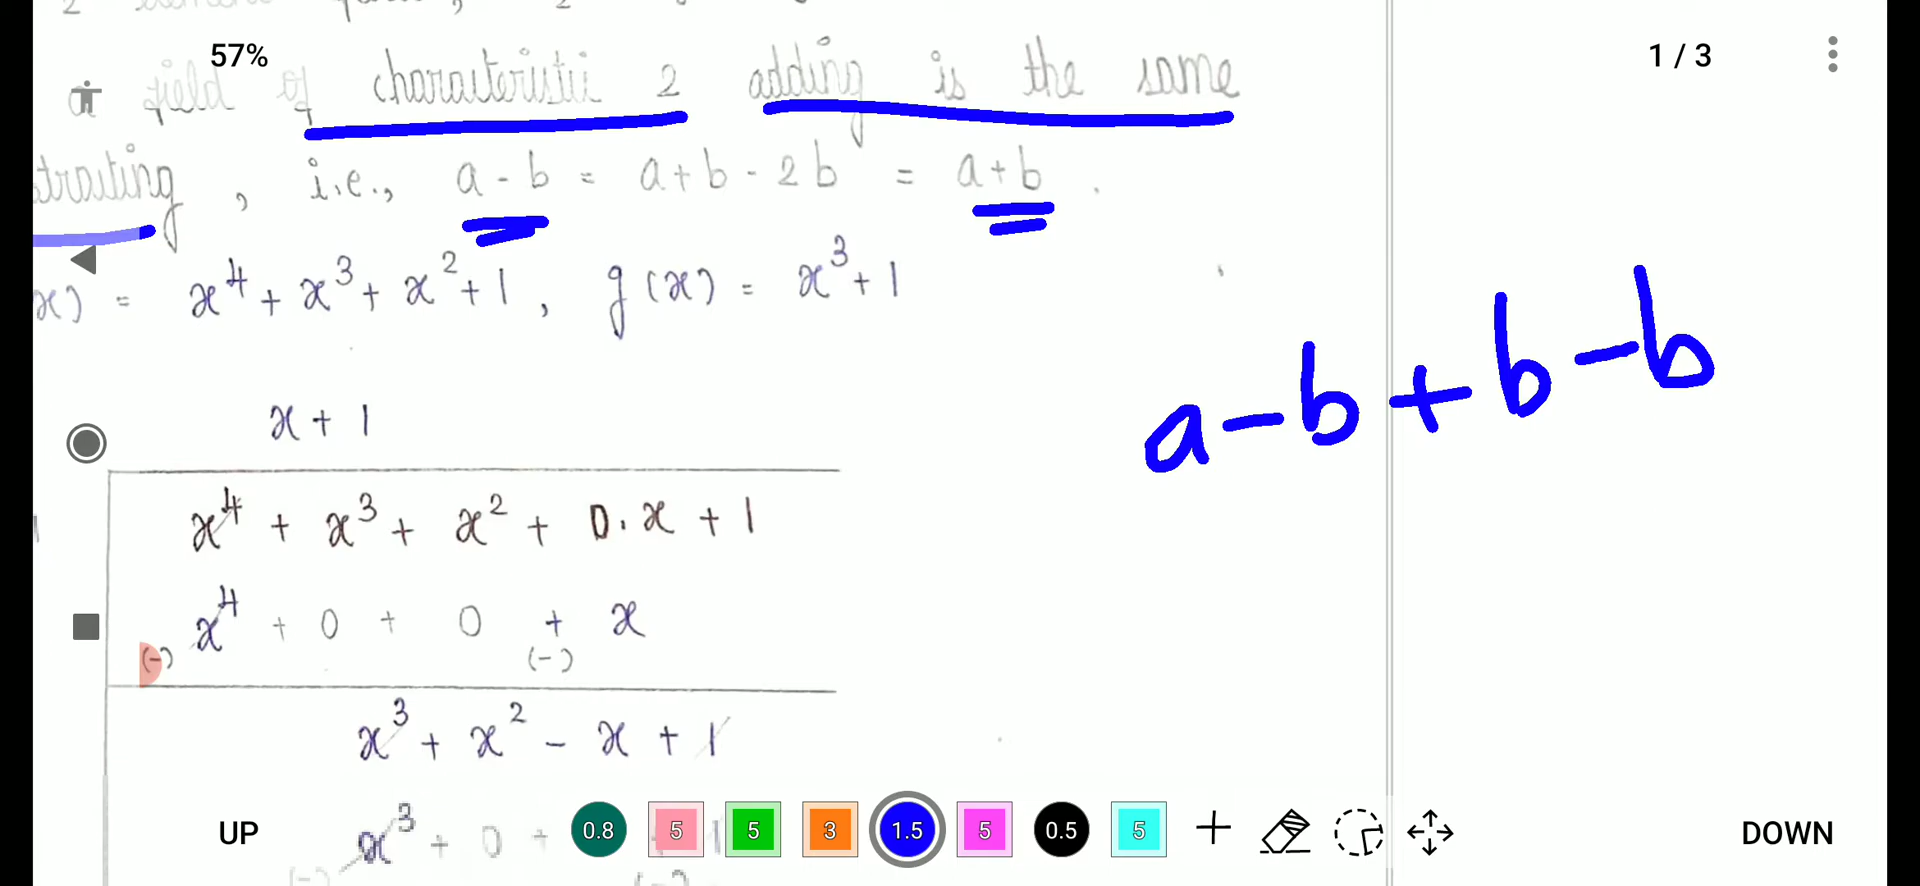 57%
1 / 3
field of characteristic 2 adding is the same
, i.e., a - b = a + b - 2b = a + b .
x) = x⁴ + x³ + x² + 1 , g(x) = x³ + 1
a - b + b - b
x + 1
x⁴ + x³ + x² + 0 . x + 1
x⁴ + 0 + 0 + x
(-) (-)
x³ + x² - x + 1
x³ + 0 + 1
UP 0.8 5 5 3 1.5 5 0.5 5 + DOWN